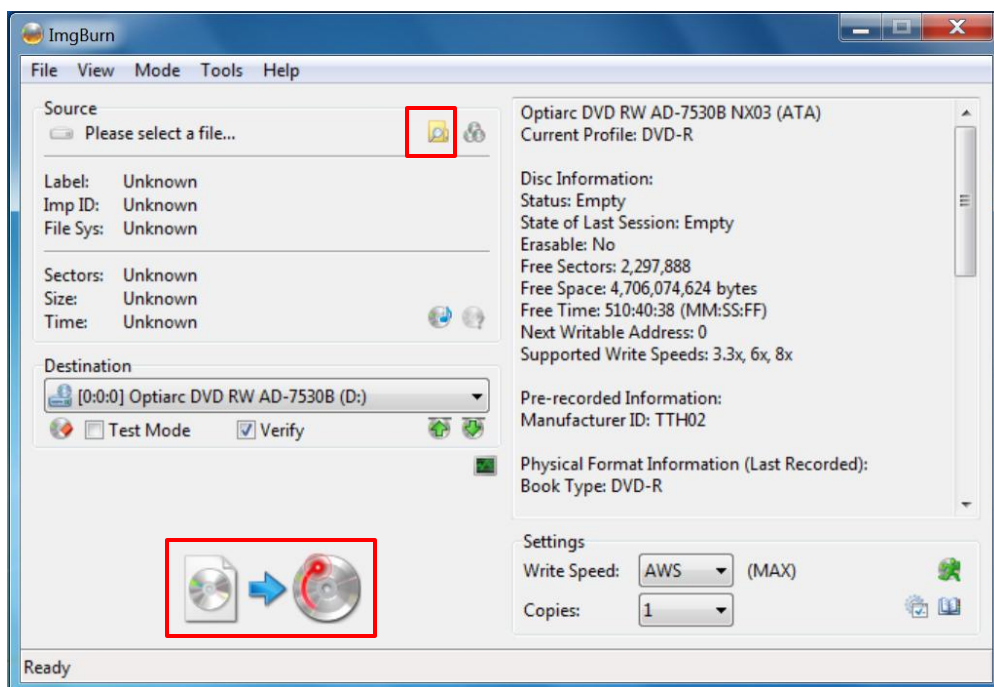 ImgBurn
File View Mode Tools Help
Source
Please select a file...
Label: Unknown
Imp ID: Unknown
File Sys: Unknown
Sectors: Unknown
Size: Unknown
Time: Unknown
Destination
[0:0:0] Optiarc DVD RW AD-7530B (D:)
Test Mode Verify
Optiarc DVD RW AD-7530B NX03 (ATA)
Current Profile: DVD-R
Disc Information:
Status: Empty
State of Last Session: Empty
Erasable: No
Free Sectors: 2,297,888
Free Space: 4,706,074,624 bytes
Free Time: 510:40:38 (MM:SS:FF)
Next Writable Address: 0
Supported Write Speeds: 3.3x, 6x, 8x
Pre-recorded Information:
Manufacturer ID: TTH02
Physical Format Information (Last Recorded):
Book Type: DVD-R
Settings
Write Speed: AWS (MAX)
Copies: 1
Ready